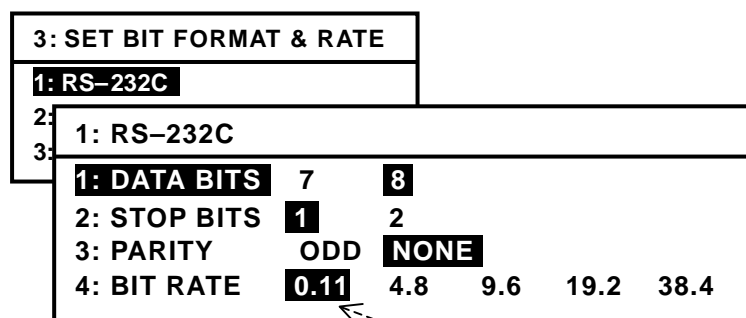 3: SET BIT FORMAT & RATE
1: RS–232C
2:
3:
1: RS–232C
1: DATA BITS 7 8
2: STOP BITS 1 2
3: PARITY ODD NONE
4: BIT RATE 0.11 4.8 9.6 19.2 38.4